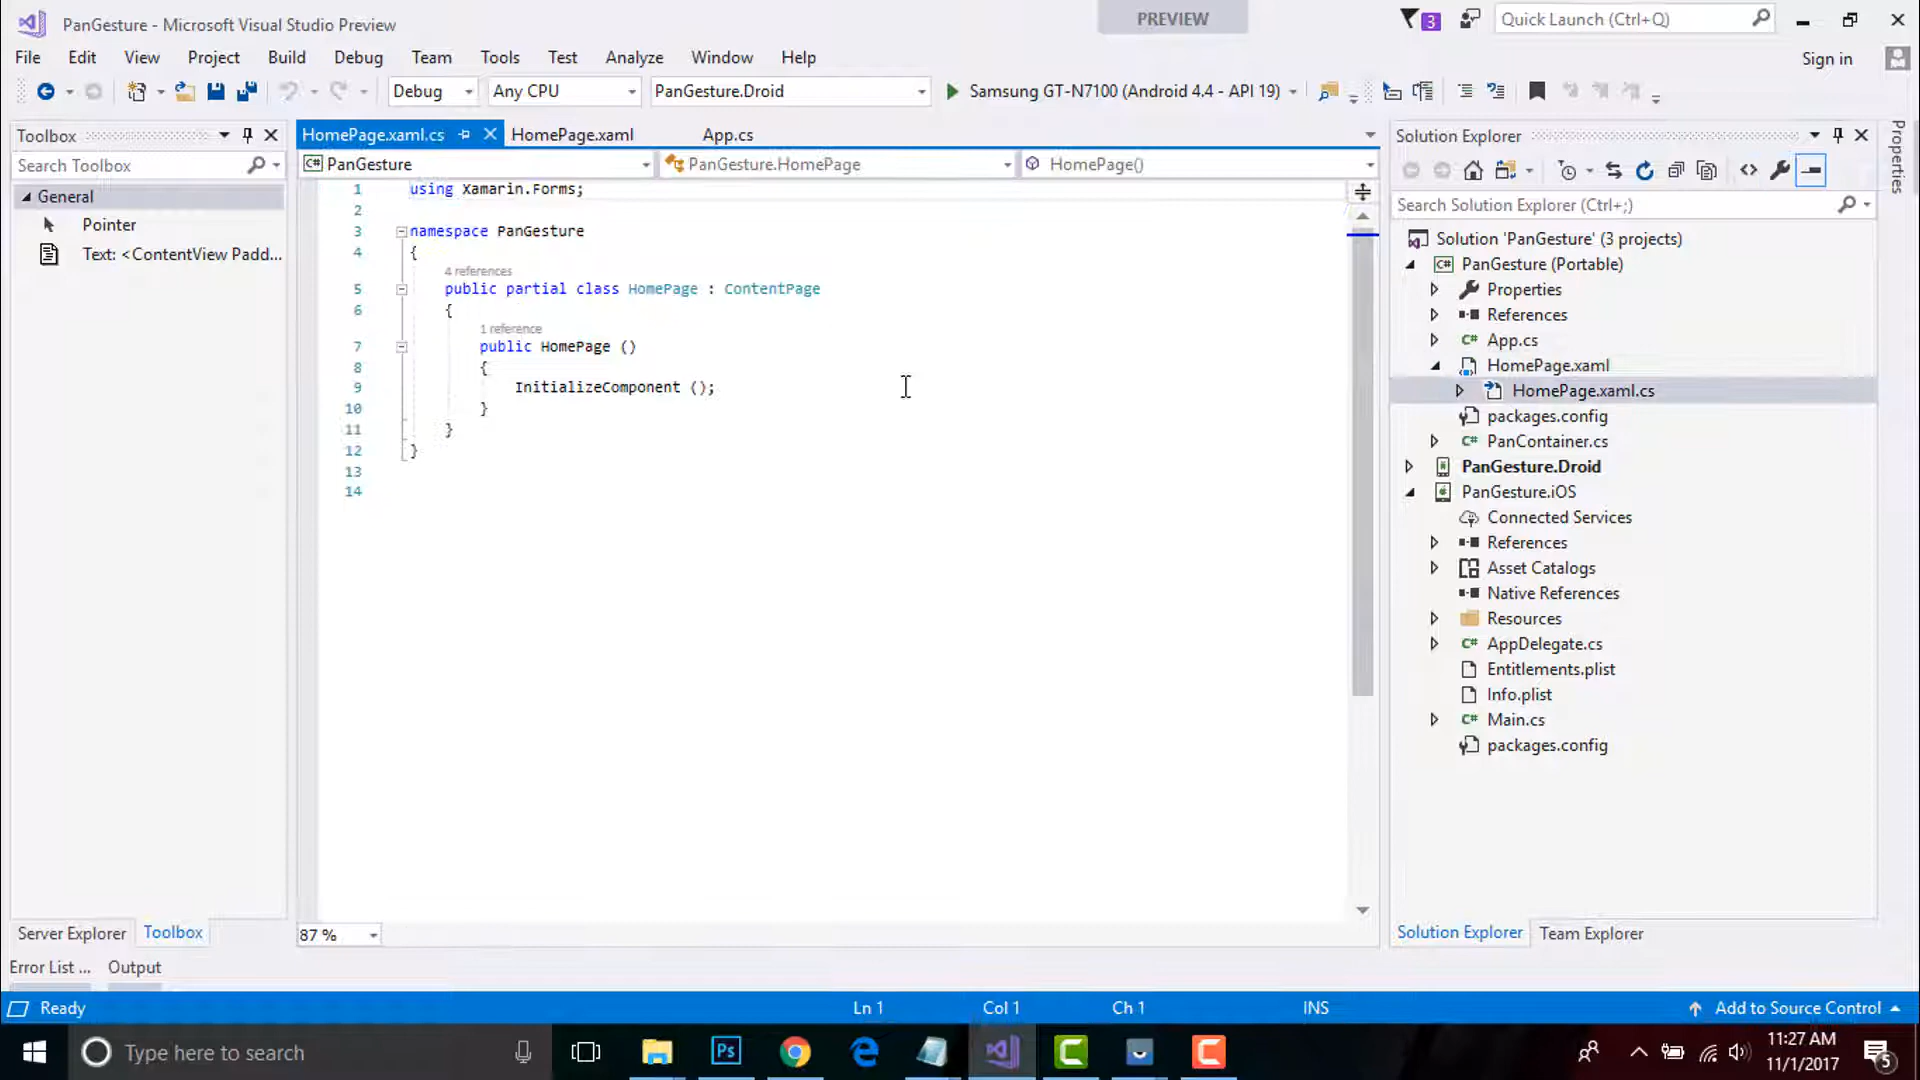 PanGesture - Microsoft Visual Studio Preview
PREVIEW
3
Quick Launch (Ctrl+Q)
File Edit View Project Build Debug Team Tools Test Analyze Window Help
Sign in
Debug
Any CPU
PanGesture.Droid
Samsung GT-N7100 (Android 4.4 - API 19)
Toolbox
Search Toolbox
General
Pointer
Text: <ContentView Padd...
HomePage.xaml.cs
HomePage.xaml
App.cs
C# PanGesture
PanGesture.HomePage
HomePage()
1 using Xamarin.Forms;
2
3 namespace PanGesture
4 {
4 references
5 public partial class HomePage : ContentPage
6 {
1 reference
7 public HomePage ()
8 {
9 InitializeComponent ();
10 }
11 }
12 }
13
14
87 %
Solution Explorer
Search Solution Explorer (Ctrl+;)
Solution 'PanGesture' (3 projects)
C# PanGesture (Portable)
Properties
References
C# App.cs
HomePage.xaml
HomePage.xaml.cs
packages.config
C# PanContainer.cs
PanGesture.Droid
PanGesture.iOS
Connected Services
References
Asset Catalogs
Native References
Resources
C# AppDelegate.cs
Entitlements.plist
Info.plist
C# Main.cs
packages.config
Properties
Server Explorer
Toolbox
Solution Explorer
Team Explorer
Error List ...
Output
Ready
Ln 1
Col 1
Ch 1
INS
Add to Source Control
Type here to search
Ps
11:27 AM
11/1/2017
5